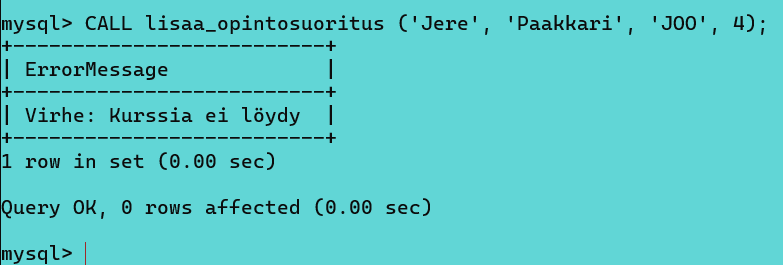 mysql> CALL lisaa_opintosuoritus ('Jere', 'Paakkari', 'JOO', 4);
+--------------------------+
| ErrorMessage             |
+--------------------------+
| Virhe: Kurssia ei löydy  |
+--------------------------+
1 row in set (0.00 sec)
Query OK, 0 rows affected (0.00 sec)
mysql>